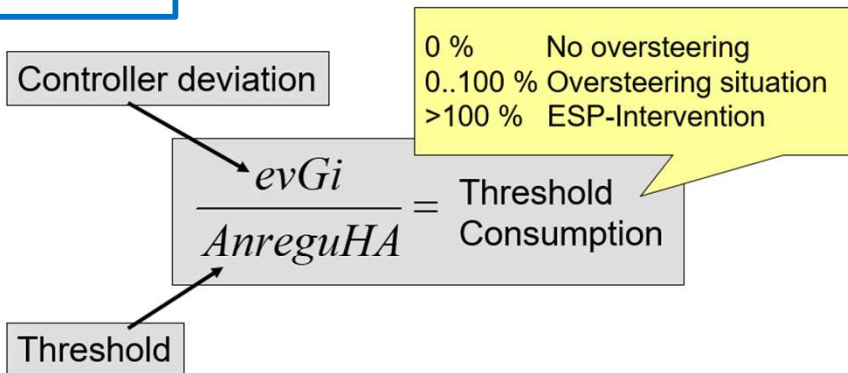 0 % No oversteering
0..100 % Oversteering situation
>100 % ESP-Intervention
Controller deviation
evGi
AnreguHA
=
Threshold
Consumption
Threshold